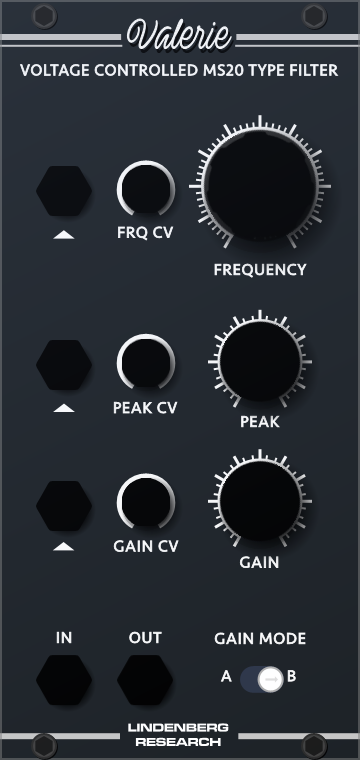 Valerie
VOLTAGE CONTROLLED MS20 TYPE FILTER
FRQ CV
FREQUENCY
PEAK CV
PEAK
GAIN CV
GAIN
IN OUT GAIN MODE
A B
LINDENBERG
RESEARCH